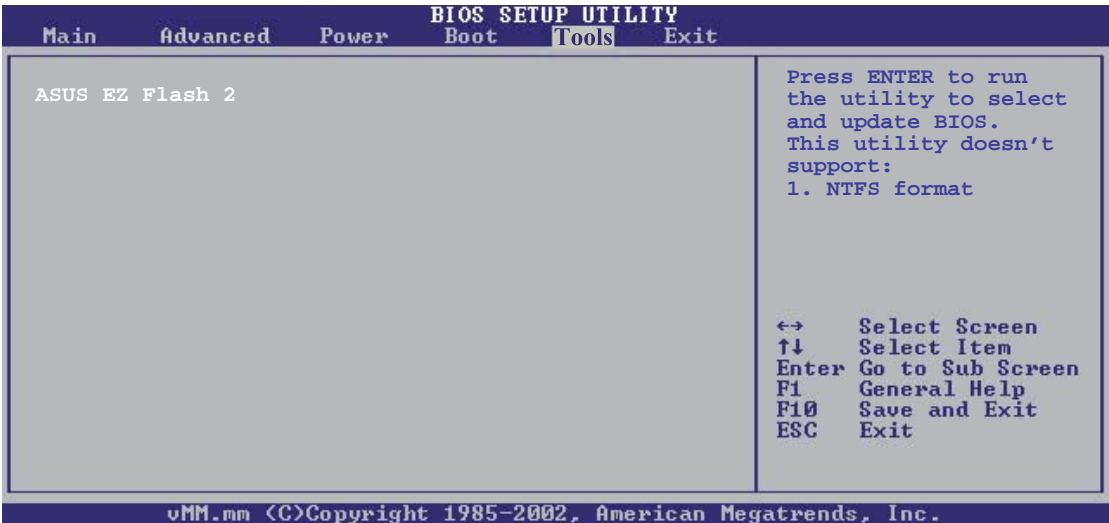 BIOS SETUP UTILITY
Main Advanced Power Boot Tools Exit
ASUS EZ Flash 2
Press ENTER to run
the utility to select
and update BIOS.
This utility doesn’t
support:
1. NTFS format
←→ Select Screen
↑↓ Select Item
Enter Go to Sub Screen
F1 General Help
F10 Save and Exit
ESC Exit
vMM.mm (C)Copyright 1985-2002, American Megatrends, Inc.